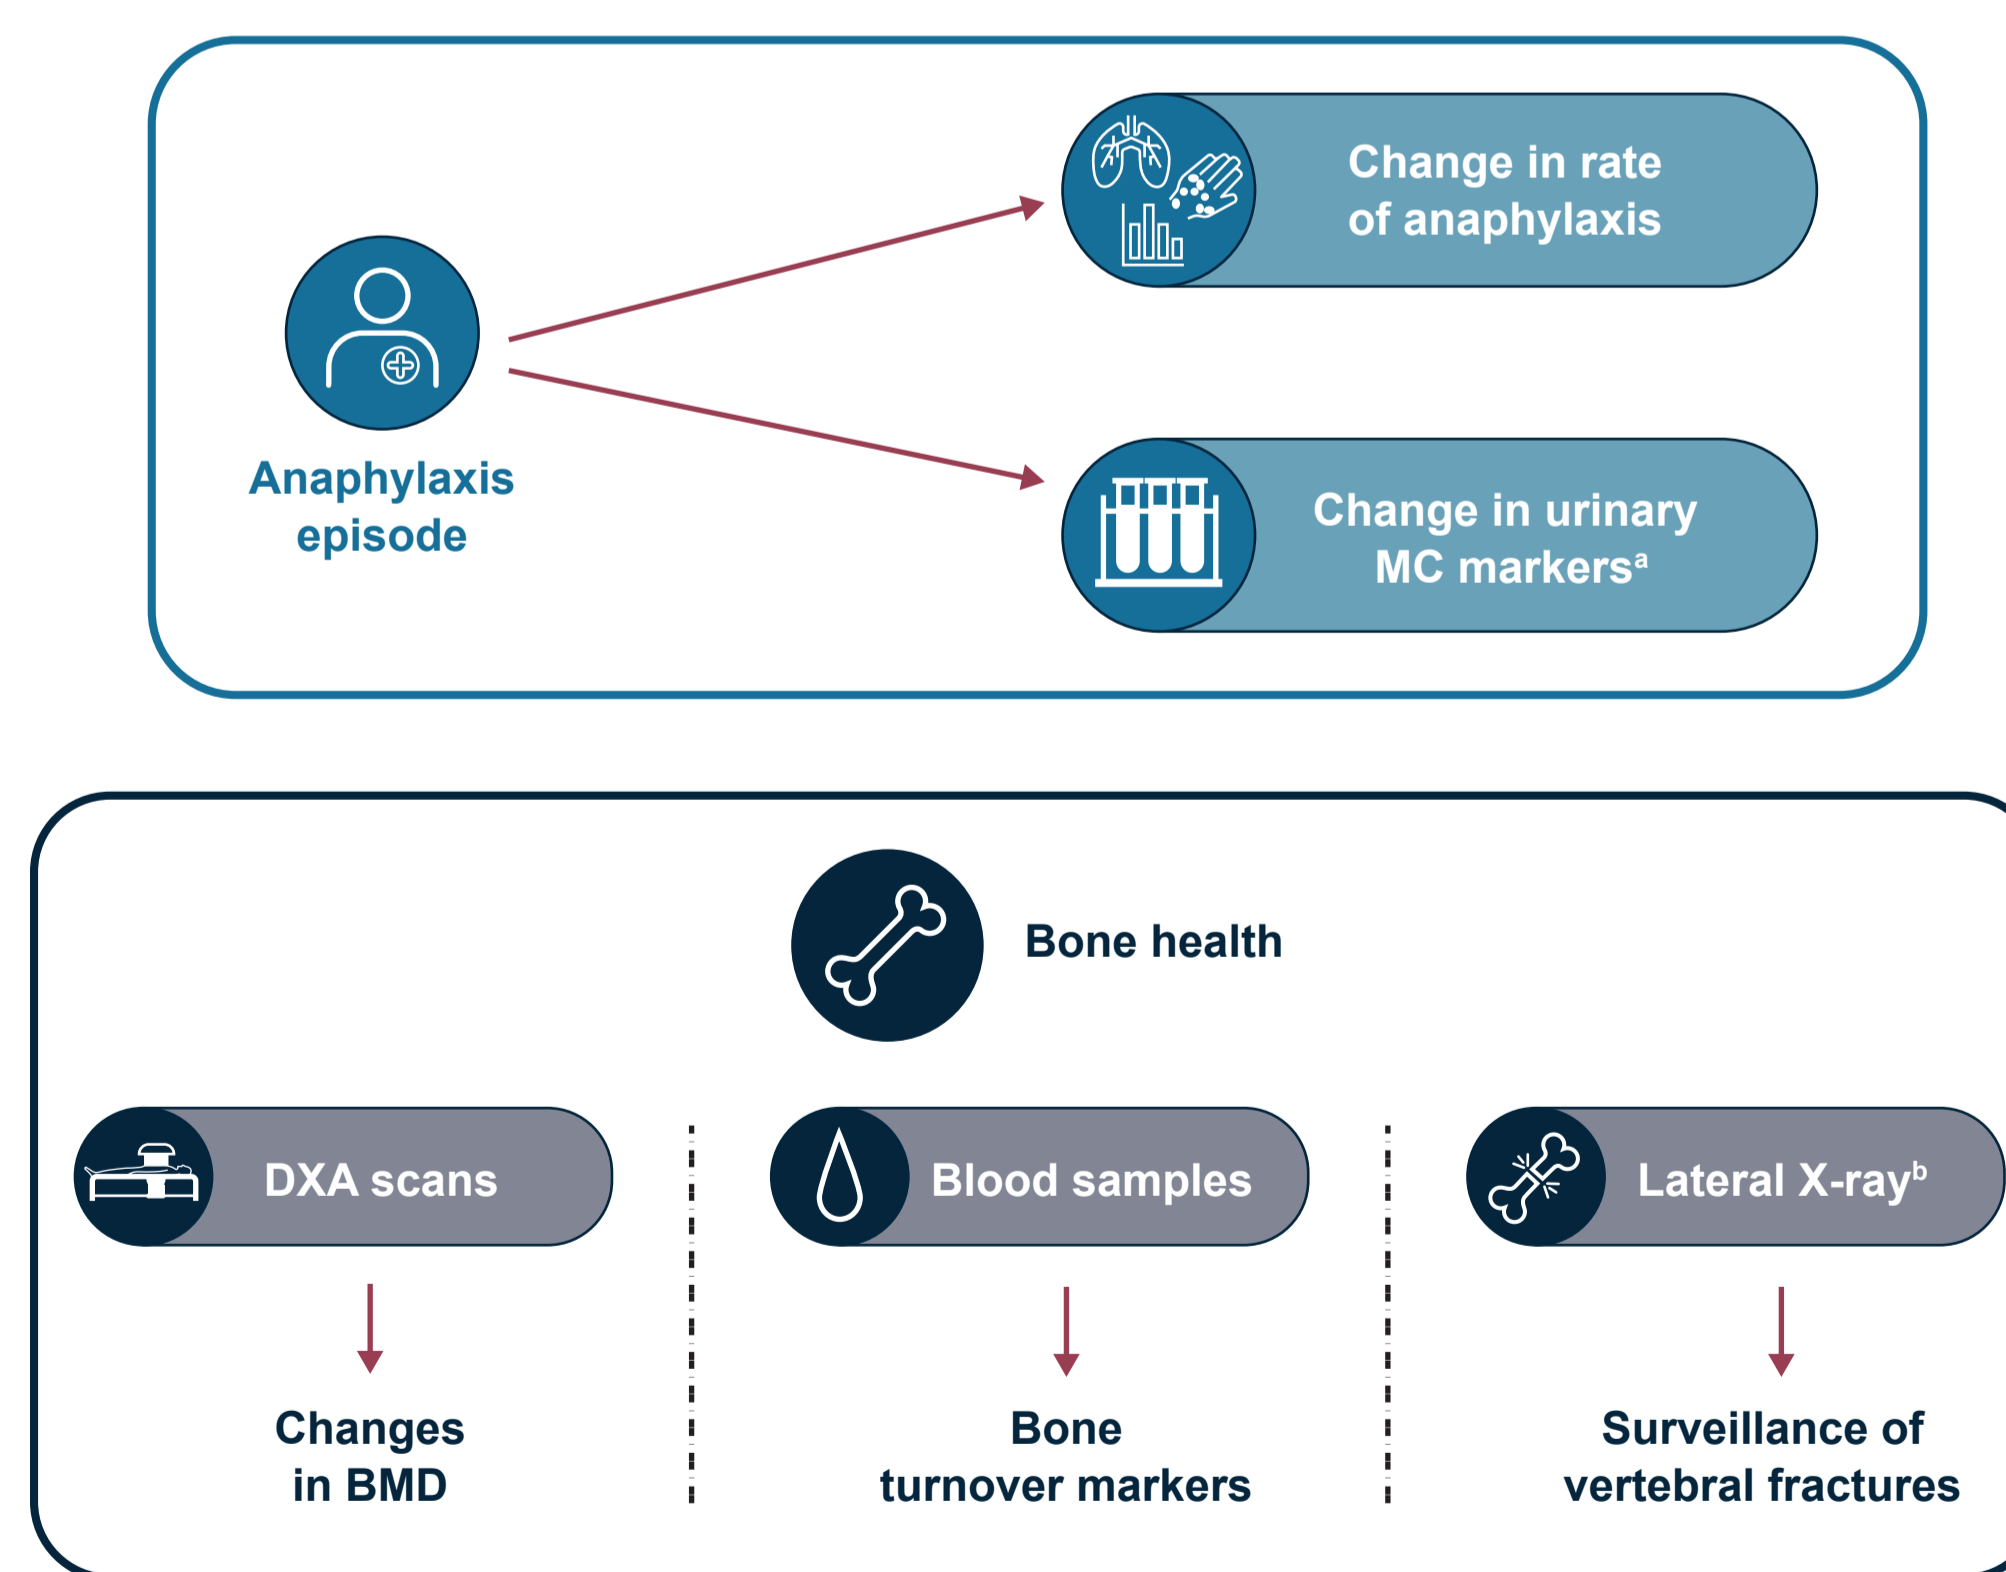 Change in rate
of anaphylaxis
Anaphylaxis
episode
Change in urinary
MC markersᵃ
Bone health
DXA scans
Blood samples
Lateral X-rayᵇ
Changes
in BMD
Bone
turnover markers
Surveillance of
vertebral fractures